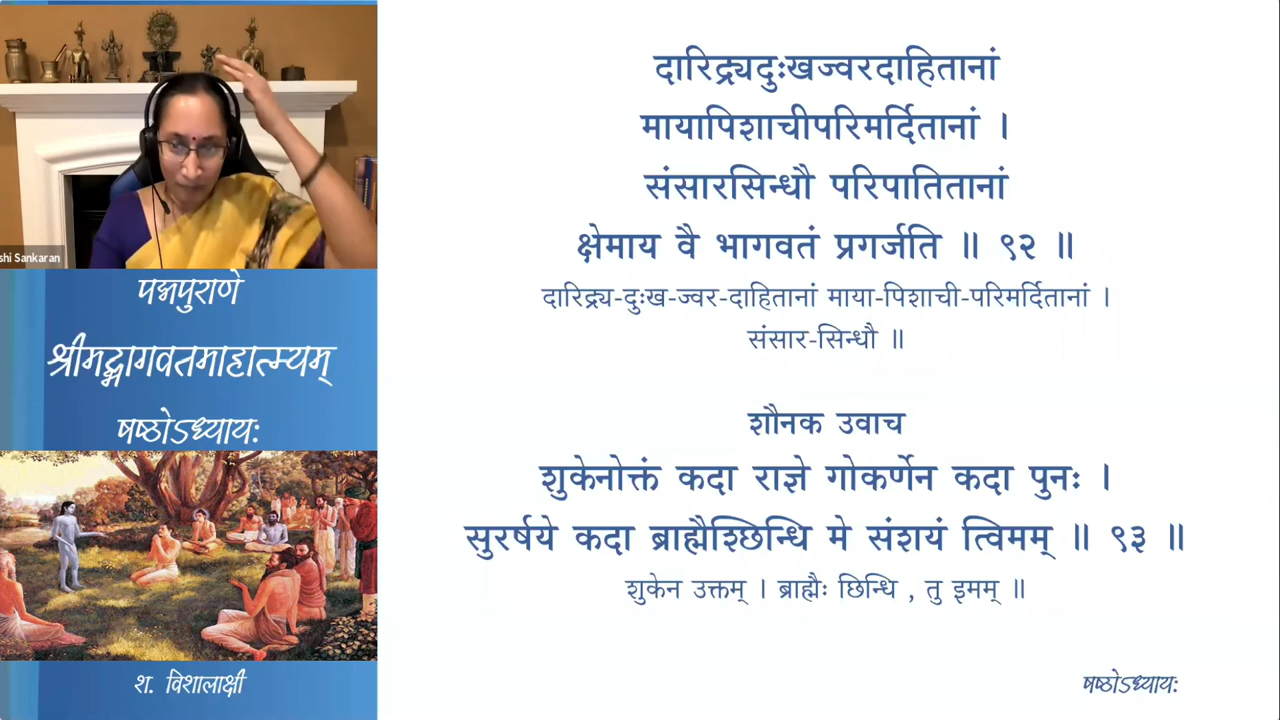 दारिद्र्यदुःखज्वरदाहितानां
मायापिशाचीपरिमर्दितानां ।
संसारसिन्धौ परिपातितानां
क्षेमाय वै भागवतं प्रगर्जति ॥ ९२ ॥
दारिद्र्य-दुःख-ज्वर-दाहितानां माया-पिशाची-परिमर्दितानां ।
संसार-सिन्धौ ॥
शौनक उवाच
शुकेनोक्तं कदा राज्ञे गोकर्णेन कदा पुनः ।
सुरर्षये कदा ब्राह्मैश्छिन्धि मे संशयं त्विमम् ॥ ९३ ॥
शुकेन उक्तम् । ब्राह्मैः छिन्धि , तु इमम् ॥
षष्ठोऽध्यायः
shi Sankaran
पद्मपुराणे
श्रीमद्भागवतमाहात्म्यम्
षष्ठोऽध्यायः
श. विशालाक्षी